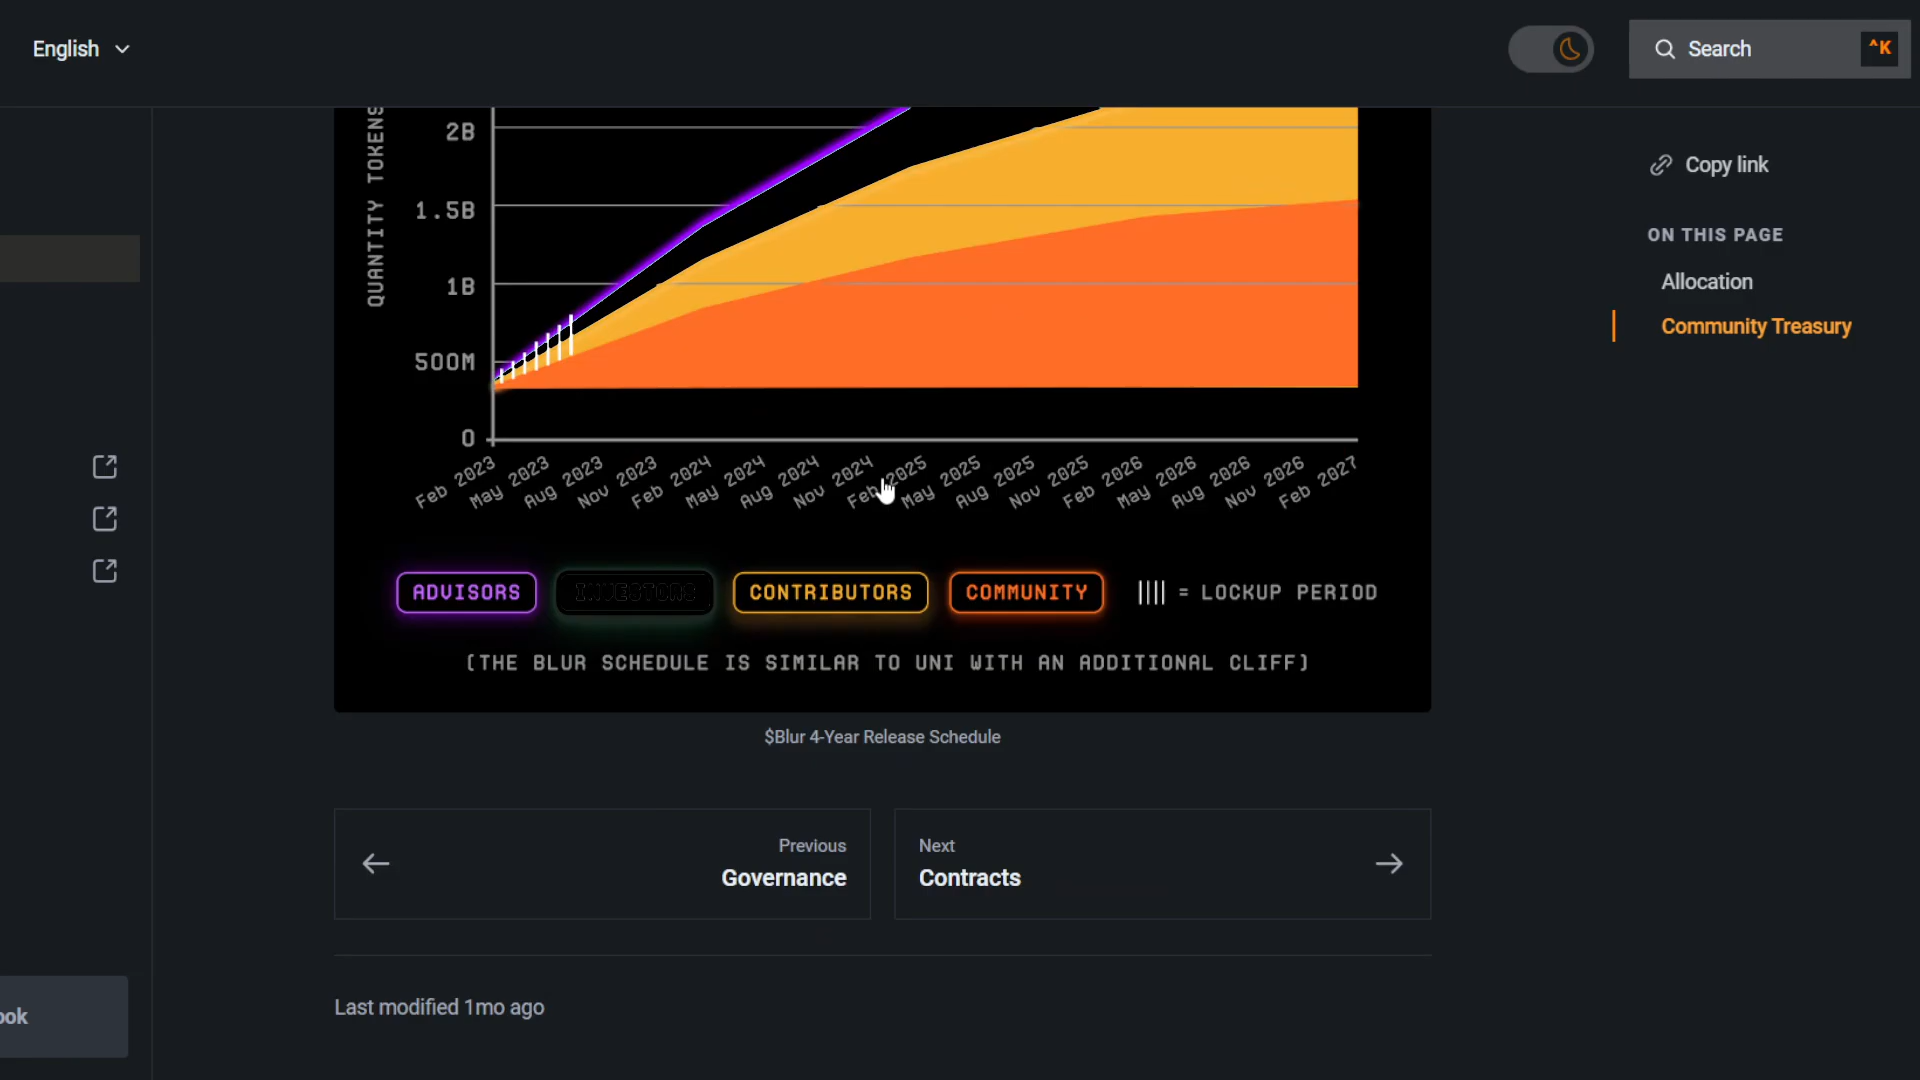 English
Search
^K
Copy link
ON THIS PAGE
Allocation
Community Treasury
QUANTITY TOKENS
2B
1.5B
1B
500M
0
Feb 2023
May 2023
Aug 2023
Nov 2023
Feb 2024
May 2024
Aug 2024
Nov 2024
Feb 2025
May 2025
Aug 2025
Nov 2025
Feb 2026
May 2026
Aug 2026
Nov 2026
Feb 2027
ADVISORS INVESTORS CONTRIBUTORS COMMUNITY |||| = LOCKUP PERIOD
(THE BLUR SCHEDULE IS SIMILAR TO UNI WITH AN ADDITIONAL CLIFF)
$Blur 4-Year Release Schedule
Previous
Governance
Next
Contracts
ook
Last modified 1mo ago